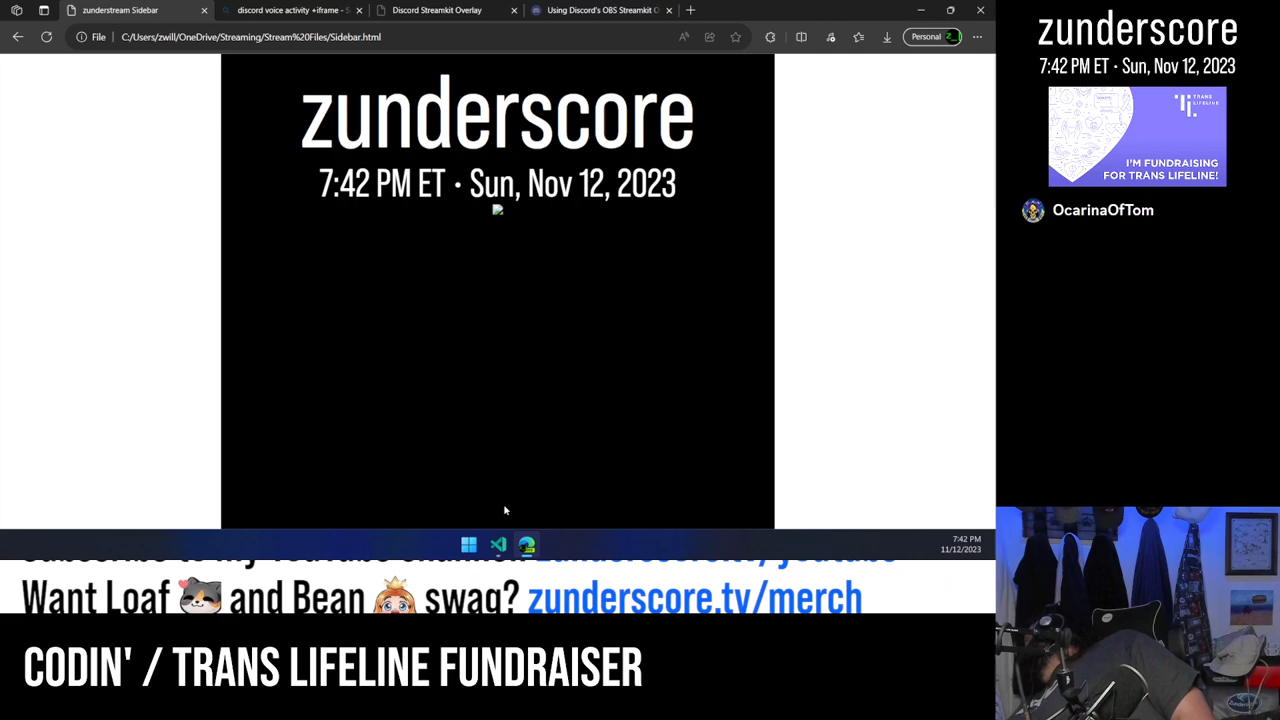 zunderstream Sidebar
discord voice activity +iframe - S
Discord Streamkit Overlay
Using Discord's OBS Streamkit O
File
C:/Users/zwill/OneDrive/Streaming/Stream%20Files/Sidebar.html
Personal
zunderscore
7:42 PM ET · Sun, Nov 12, 2023
7:42 PM
11/12/2023
zunderscore
7:42 PM ET · Sun, Nov 12, 2023
TRANS
LIFELINE
I'M FUNDRAISING
FOR TRANS LIFELINE!
OcarinaOfTom
Want Loaf and Bean swag? zunderscore.tv/merch
CODIN' / TRANS LIFELINE FUNDRAISER